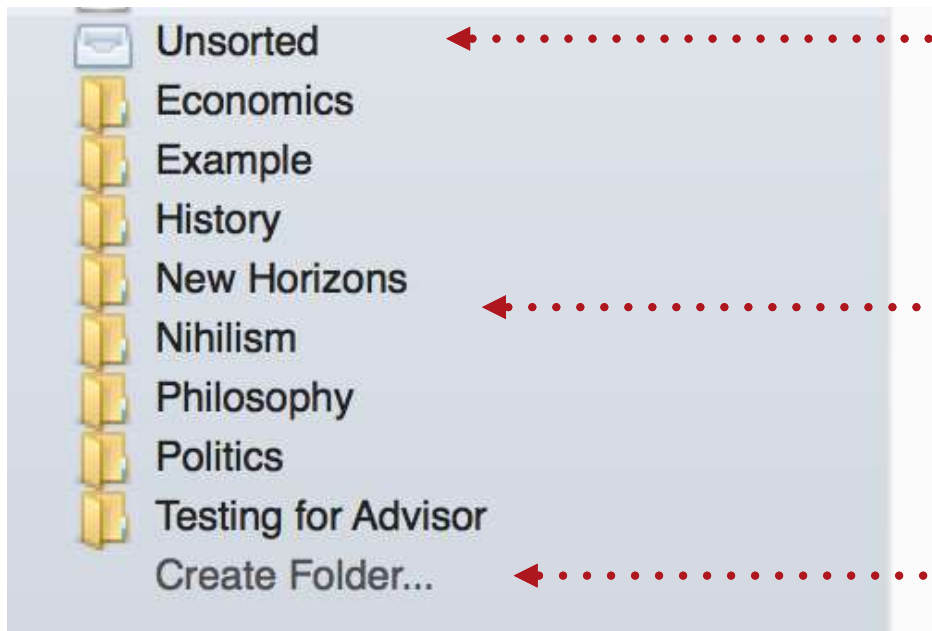 Unsorted
Economics
Example
History
New Horizons
Nihilism
Philosophy
Politics
Testing for Advisor
Create Folder...